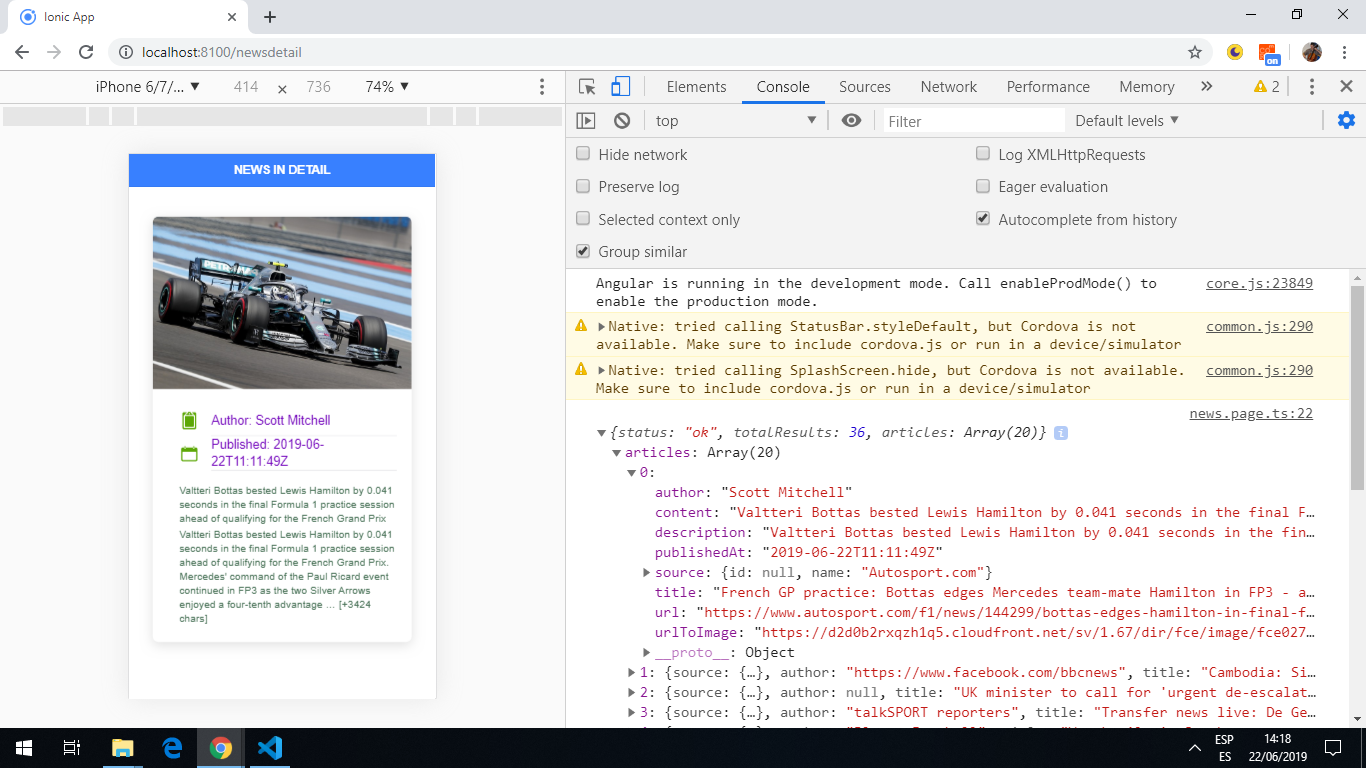 Ionic App
localhost:8100/newsdetail
on
iPhone 6/7/... ▼ 414 × 736 74% ▼
Elements Console Sources Network Performance Memory » 2
top ▼ Filter Default levels ▼
Hide network
Log XMLHttpRequests
Preserve log
Eager evaluation
Selected context only
Autocomplete from history
Group similar
NEWS IN DETAIL
Author: Scott Mitchell
Published: 2019-06-
22T11:11:49Z
Valtteri Bottas bested Lewis Hamilton by 0.041
seconds in the final Formula 1 practice session
ahead of qualifying for the French Grand Prix
Valtteri Bottas bested Lewis Hamilton by 0.041
seconds in the final Formula 1 practice session
ahead of qualifying for the French Grand Prix.
Mercedes' command of the Paul Ricard event
continued in FP3 as the two Silver Arrows
enjoyed a four-tenth advantage … [+3424
chars]
Angular is running in the development mode. Call enableProdMode() to core.js:23849
enable the production mode.
Native: tried calling StatusBar.styleDefault, but Cordova is not common.js:290
available. Make sure to include cordova.js or run in a device/simulator
Native: tried calling SplashScreen.hide, but Cordova is not available. common.js:290
Make sure to include cordova.js or run in a device/simulator
news.page.ts:22
{status: "ok", totalResults: 36, articles: Array(20)} i
articles: Array(20)
0:
author: "Scott Mitchell"
content: "Valtteri Bottas bested Lewis Hamilton by 0.041 seconds in the final F…
description: "Valtteri Bottas bested Lewis Hamilton by 0.041 seconds in the fin…
publishedAt: "2019-06-22T11:11:49Z"
source: {id: null, name: "Autosport.com"}
title: "French GP practice: Bottas edges Mercedes team-mate Hamilton in FP3 - a…
url: "https://www.autosport.com/f1/news/144299/bottas-edges-hamilton-in-final-f…
urlToImage: "https://d2d0b2rxqzh1q5.cloudfront.net/sv/1.67/dir/fce/image/fce027…
__proto__: Object
1: {source: {…}, author: "https://www.facebook.com/bbcnews", title: "Cambodia: Si…
2: {source: {…}, author: null, title: "UK minister to call for 'urgent de-escalat…
3: {source: {…}, author: "talkSPORT reporters", title: "Transfer news live: De Ge…
ESP
ES
14:18
22/06/2019